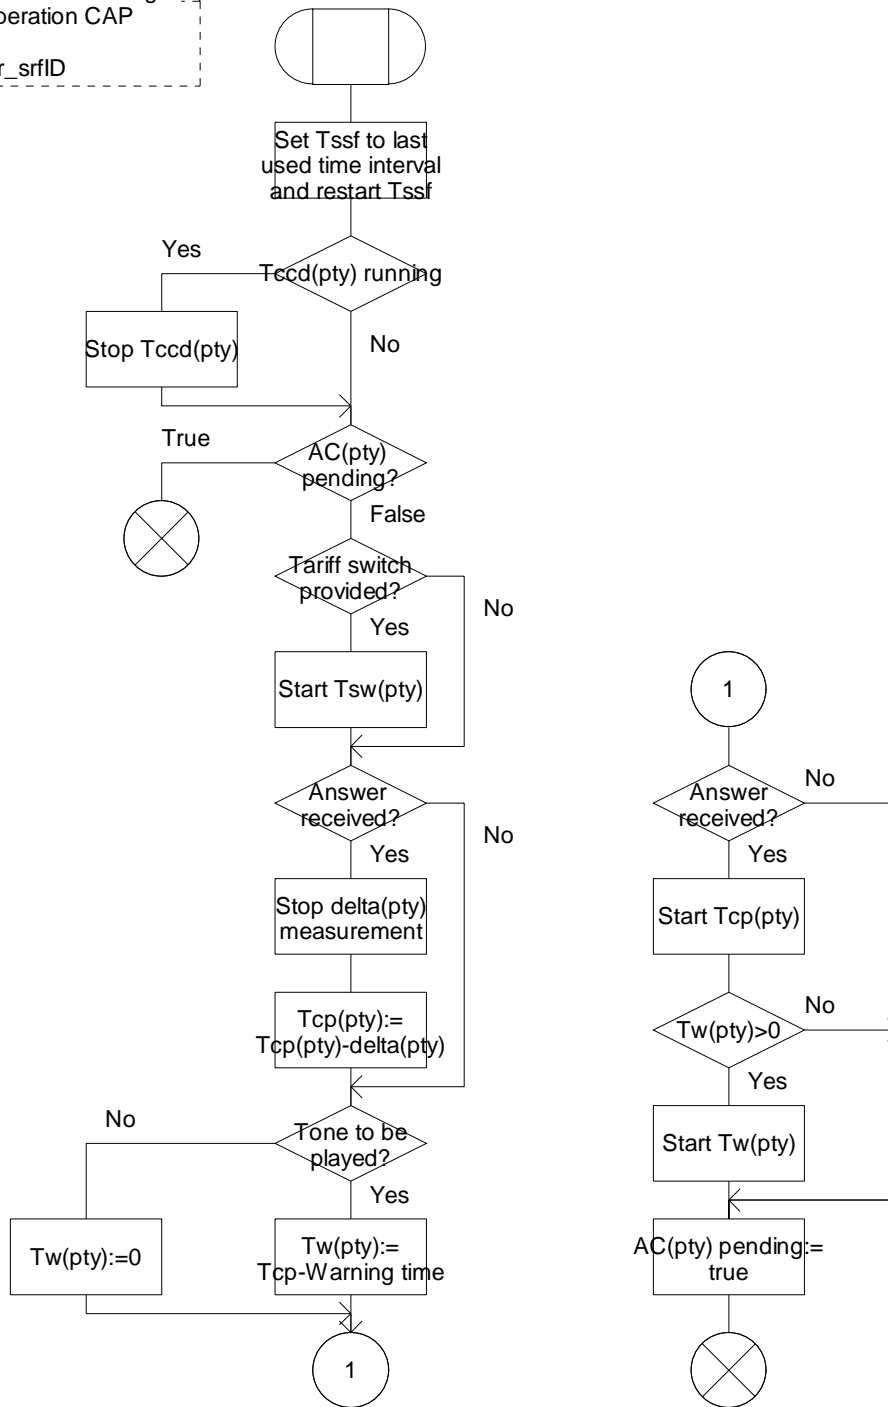 peration CAP
r_srfID
Set Tssf to last
used time interval
and restart Tssf
Yes
Tccd(pty) running
Stop Tccd(pty)
No
True
AC(pty)
pending?
False
Tariff switch
provided?
No
Yes
Start Tsw(pty)
Answer
received?
No
Yes
Stop delta(pty)
measurement
Tcp(pty):=
Tcp(pty)-delta(pty)
No
Tone to be
played?
Yes
Tw(pty):=0
Tw(pty):=
Tcp-Warning time
1
1
Answer
received?
No
Yes
Start Tcp(pty)
Tw(pty)>0
No
Yes
Start Tw(pty)
AC(pty) pending:=
true